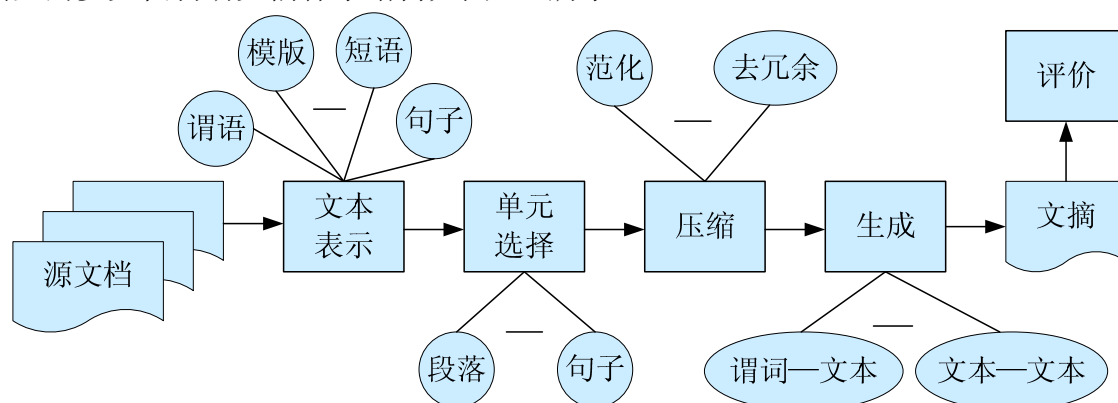 模版
短语
谓语
句子
范化
去冗余
评价
源文档
文本
表示
单元
选择
压缩
生成
文摘
段落
句子
谓词—文本
文本—文本